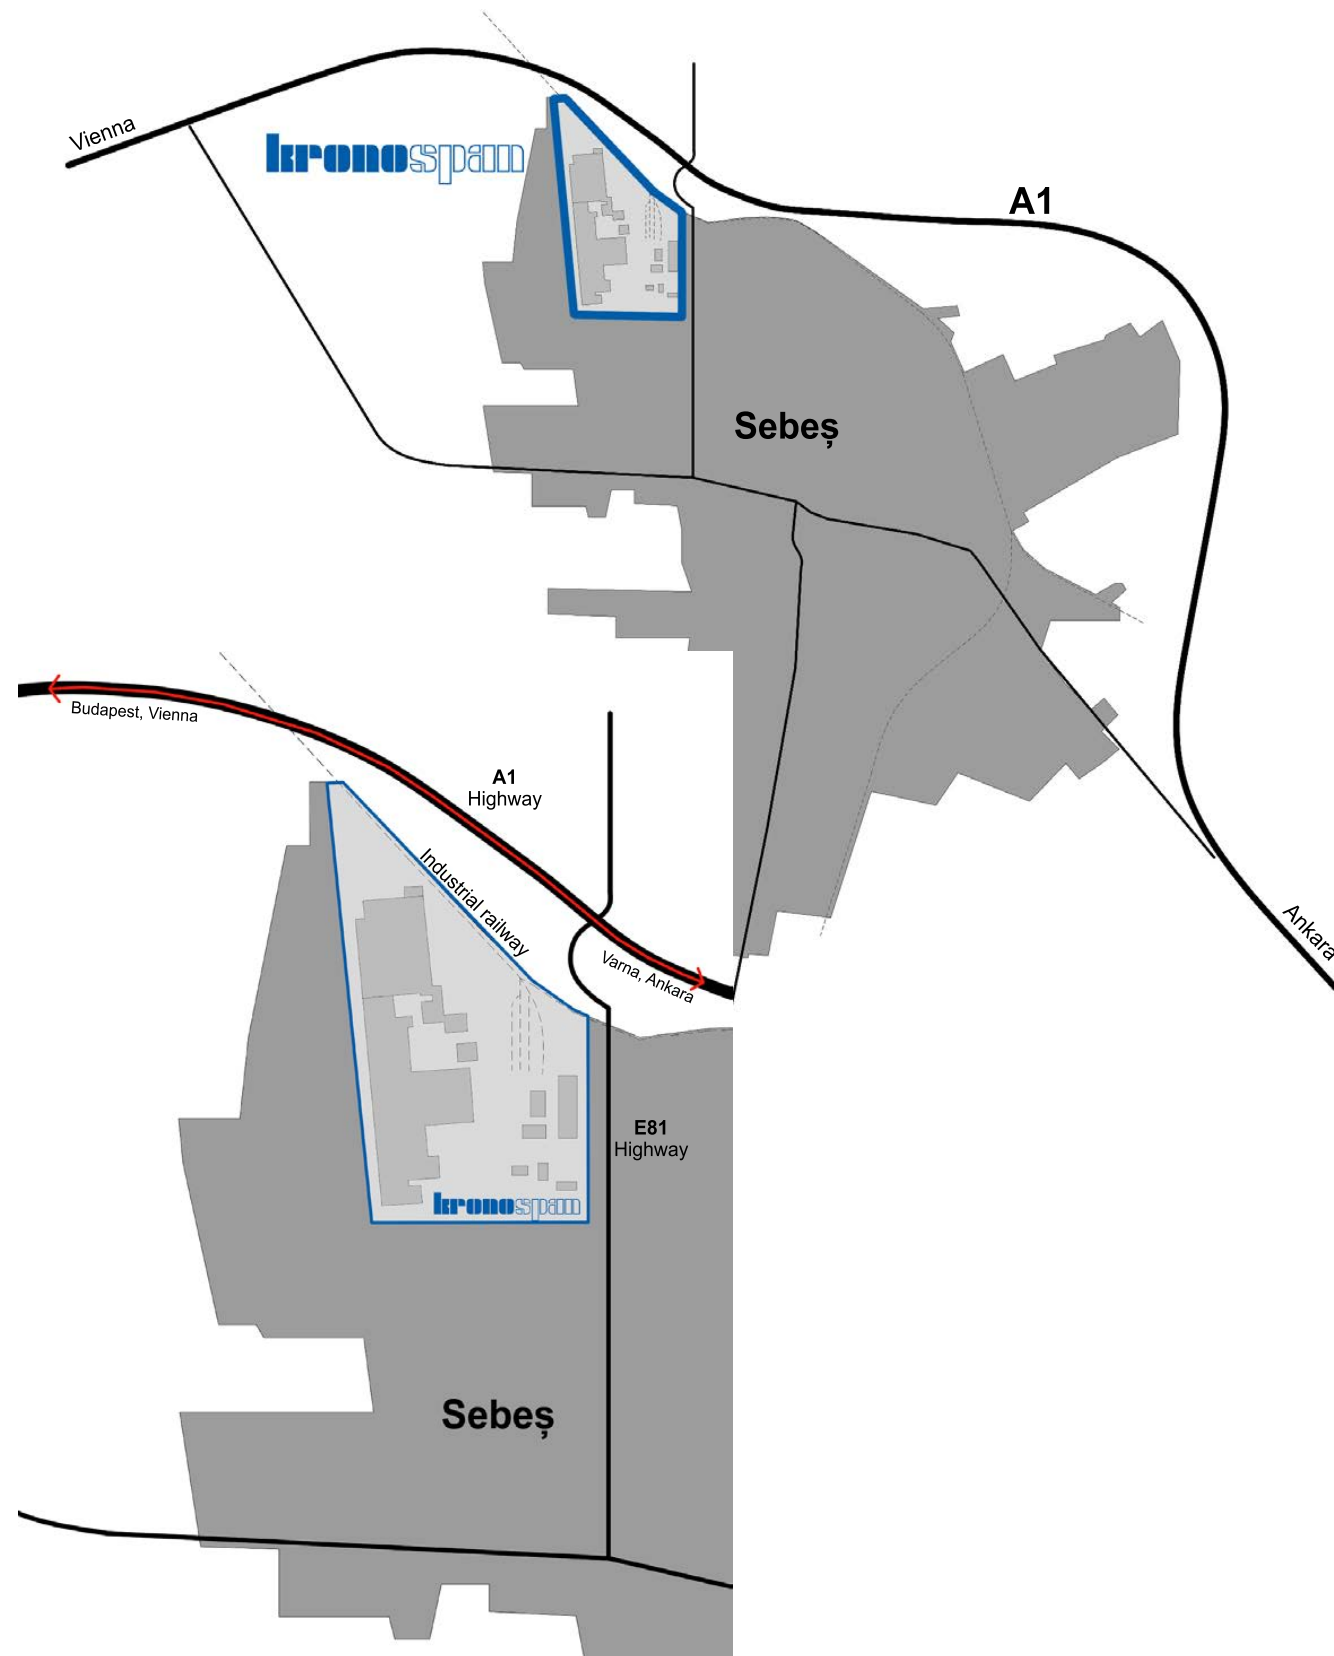 Vienna
kronospan
A1
Sebeș
Ankara
Budapest, Vienna
A1
Highway
Industrial railway
Varna, Ankara
E81
Highway
kronospan
Sebeș